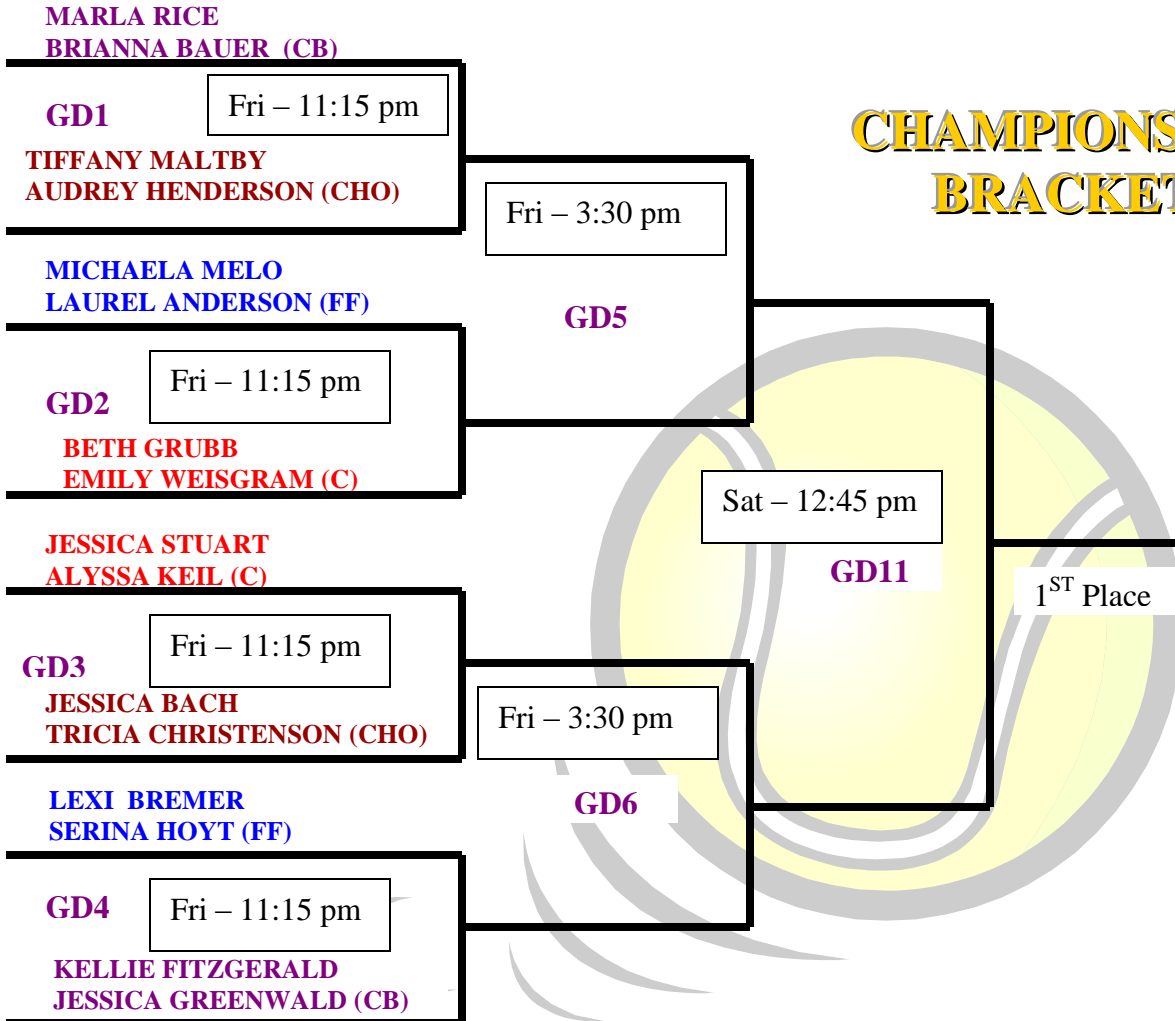 MARLA RICE
BRIANNA BAUER (CB)
GD1
Fri – 11:15 pm
TIFFANY MALTBY
AUDREY HENDERSON (CHO)
CHAMPIONS
BRACKET
Fri – 3:30 pm
GD5
MICHAELA MELO
LAUREL ANDERSON (FF)
GD2
Fri – 11:15 pm
BETH GRUBB
EMILY WEISGRAM (C)
Sat – 12:45 pm
GD11
1ST Place
JESSICA STUART
ALYSSA KEIL (C)
GD3
Fri – 11:15 pm
JESSICA BACH
TRICIA CHRISTENSON (CHO)
Fri – 3:30 pm
GD6
LEXI BREMER
SERINA HOYT (FF)
GD4
Fri – 11:15 pm
KELLIE FITZGERALD
JESSICA GREENWALD (CB)